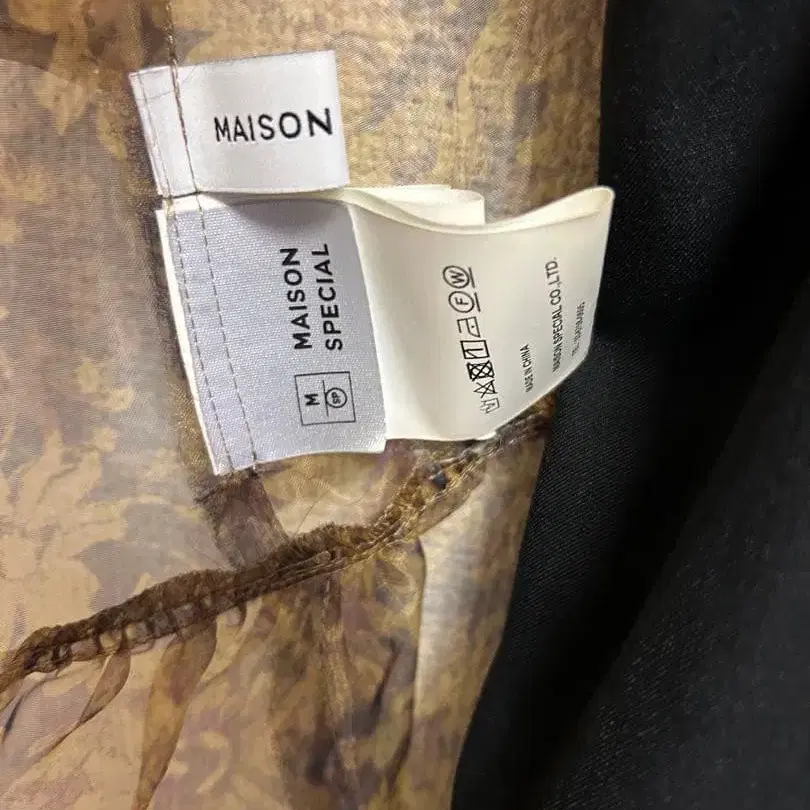 MAISON
MAISON
SPECIAL
M
SP
F W
MADE IN CHINA
MAISON SPECIAL CO.,LTD.